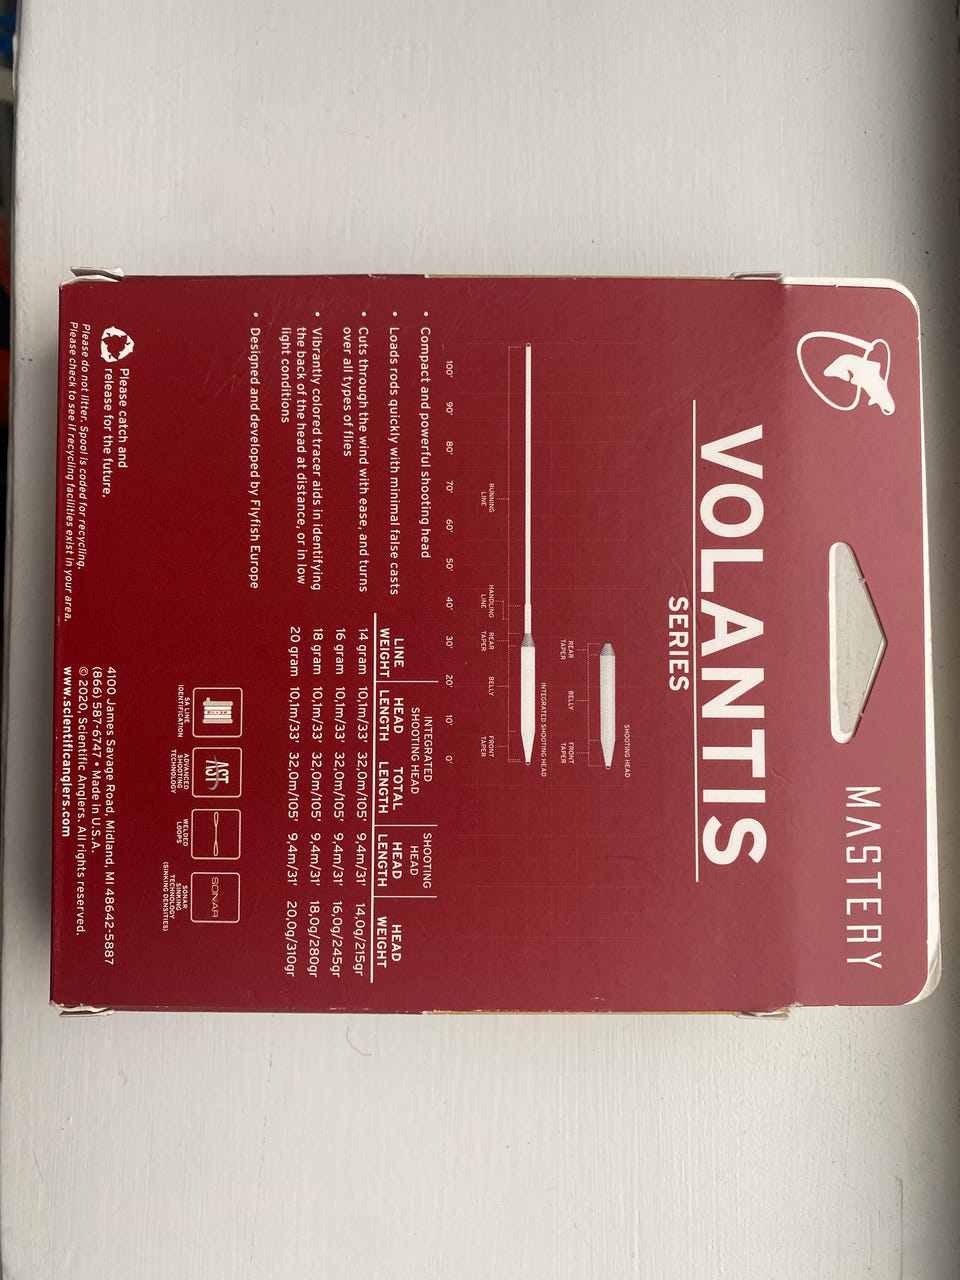 MASTERY
VOLANTIS
SERIES
SHOOTING HEAD
REAR
TAPER
BELLY
FRONT
TAPER
INTEGRATED SHOOTING HEAD
RUNNING
LINE
HANDLING
LINE
REAR
TAPER
BELLY
FRONT
TAPER
100' 90' 80' 70' 60' 50' 40' 30' 20' 10' 0'
• Compact and powerful shooting head
• Loads rods quickly with minimal false casts
• Cuts through the wind with ease, and turns
over all types of flies
• Vibrantly colored tracer aids in identifying
the back of the head at distance, or in low
light conditions
• Designed and developed by Flyfish Europe
INTEGRATED
SHOOTING HEAD
SHOOTING
HEAD
LINE
WEIGHT
HEAD
LENGTH
TOTAL
LENGTH
HEAD
LENGTH
HEAD
WEIGHT
14 gram 10,1m/33' 32,0m/105' 9,4m/31' 14,0g/215gr
16 gram 10,1m/33' 32,0m/105' 9,4m/31' 16,0g/245gr
18 gram 10,1m/33' 32,0m/105' 9,4m/31' 18,0g/280gr
20 gram 10,1m/33' 32,0m/105' 9,4m/31' 20,0g/310gr
SA LINE
IDENTIFICATION
AST
ADVANCED
SHOOTING
TECHNOLOGY
WELDED
LOOPS
SONAR
SONAR
SINKING
TECHNOLOGY
(SINKING DENSITIES)
Please catch and
release for the future.
Please do not litter. Spool is coded for recycling.
Please check to see if recycling facilities exist in your area.
4100 James Savage Road, Midland, MI 48642-5887
(866) 587-6747 • Made in U.S.A.
© 2020, Scientific Anglers. All rights reserved.
www.scientificanglers.com